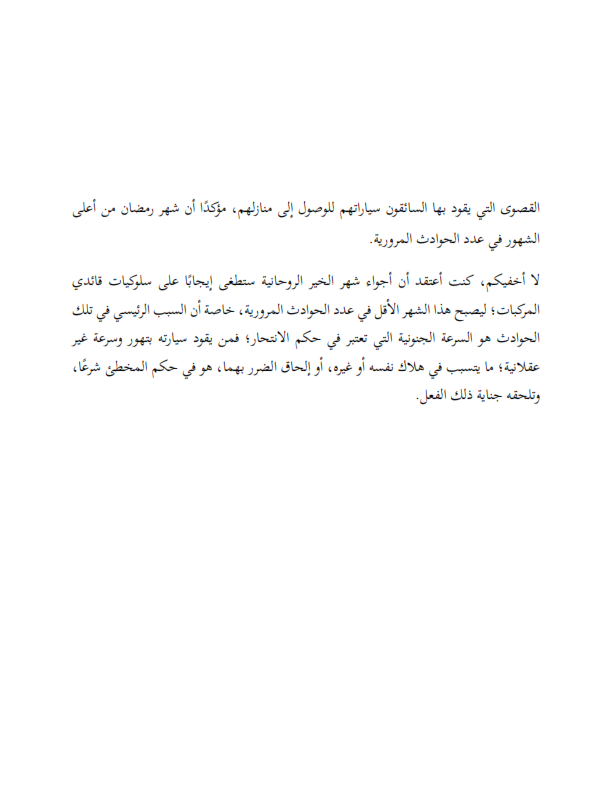 القصوى التي يقود بها السائقون سياراتهم للوصول إلى منازلهم، مؤكدًا أن شهر رمضان من أعلى
الشهور في عدد الحوادث المرورية.
لا أخفيكم، كنت أعتقد أن أجواء شهر الخير الروحانية ستطغى إيجابًا على سلوكيات قائدي
المركبات؛ ليصبح هذا الشهر الأقل في عدد الحوادث المرورية، خاصة أن السبب الرئيسي في تلك
الحوادث هو السرعة الجنونية التي تعتبر في حكم الانتحار؛ فمن يقود سيارته بتهور وسرعة غير
عقلانية؛ ما يتسبب في هلاك نفسه أو غيره، أو إلحاق الضرر بهما، هو في حكم المخطئ شرعًا،
وتلحقه جناية ذلك الفعل.